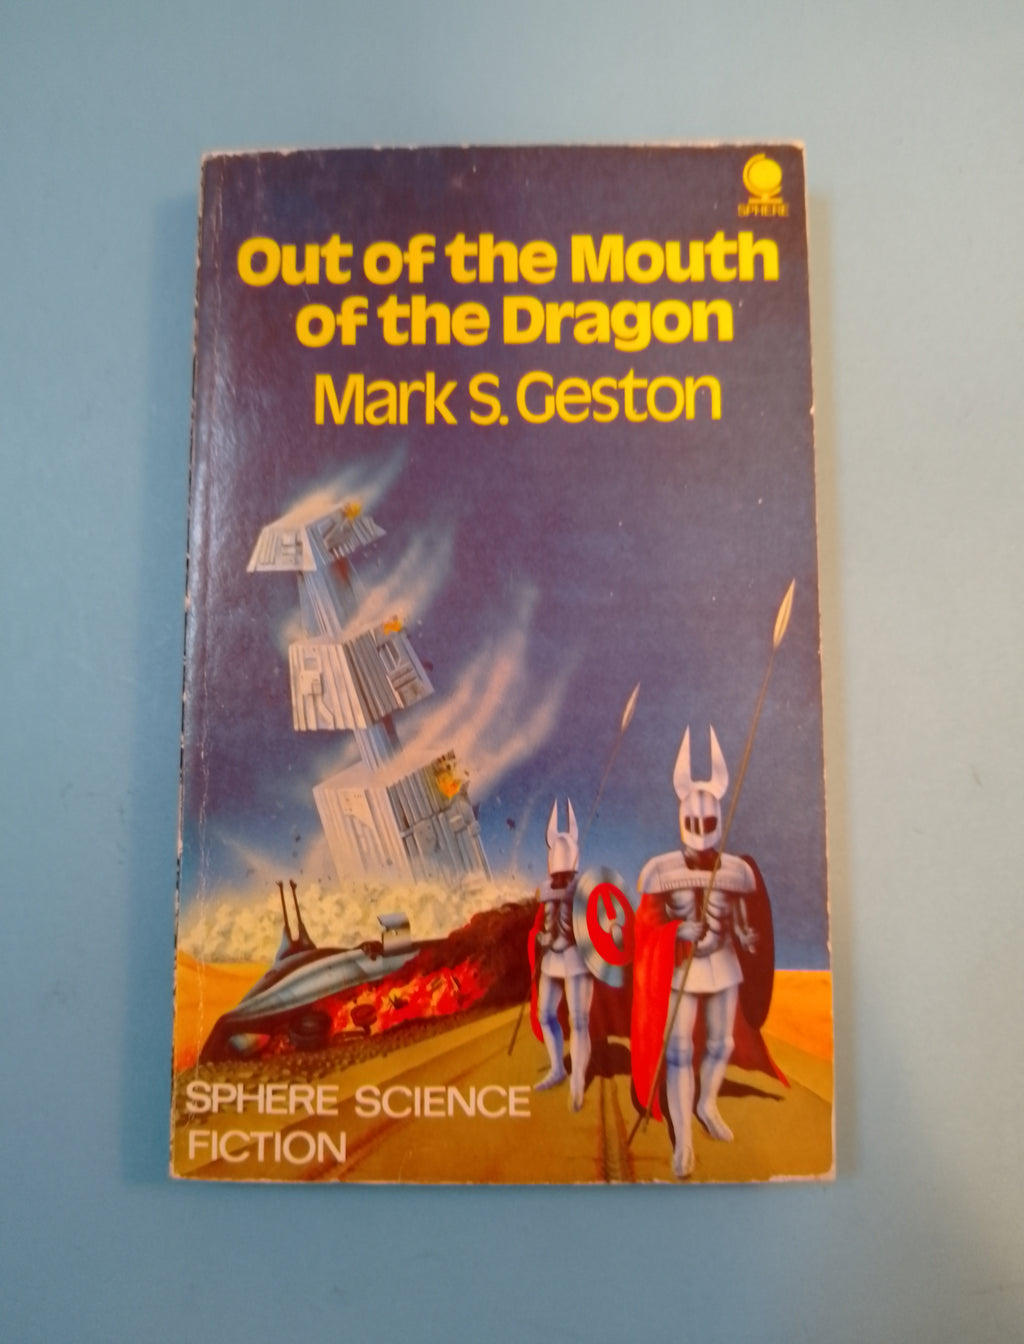 SPHERE
Out of the Mouth
of the Dragon
Mark S. Geston
SPHERE SCIENCE
FICTION